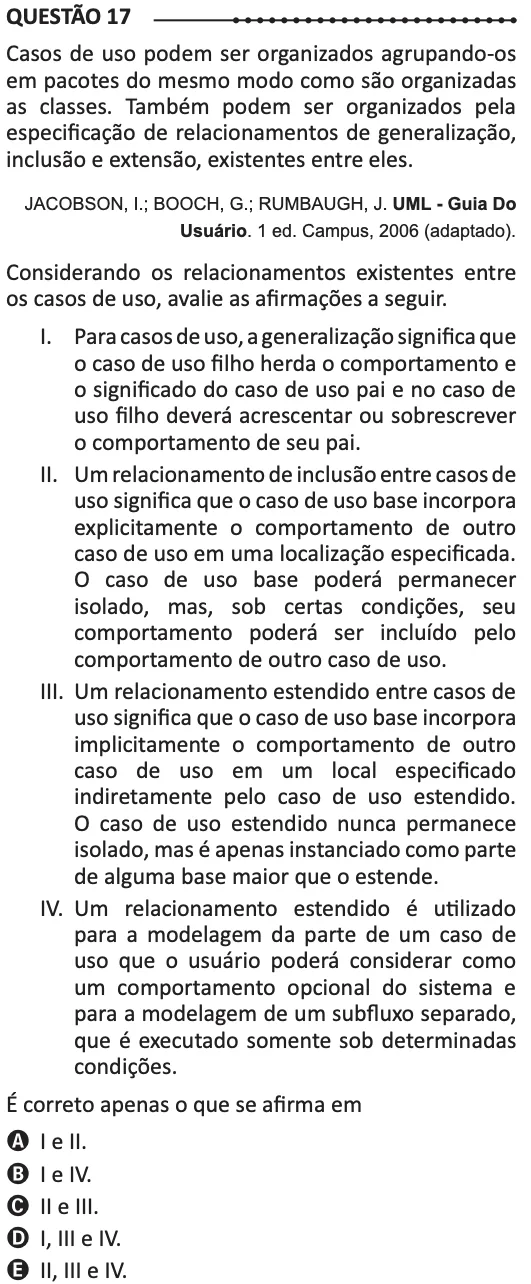 QUESTÃO 17
Casos de uso podem ser organizados agrupando-os
em pacotes do mesmo modo como são organizadas
as classes. Também podem ser organizados pela
especificação de relacionamentos de generalização,
inclusão e extensão, existentes entre eles.
JACOBSON, I.; BOOCH, G.; RUMBAUGH, J. UML - Guia Do
Usuário. 1 ed. Campus, 2006 (adaptado).
Considerando os relacionamentos existentes entre
os casos de uso, avalie as afirmações a seguir.
I. Para casos de uso, a generalização significa que
o caso de uso filho herda o comportamento e
o significado do caso de uso pai e no caso de
uso filho deverá acrescentar ou sobrescrever
o comportamento de seu pai.
II. Um relacionamento de inclusão entre casos de
uso significa que o caso de uso base incorpora
explicitamente o comportamento de outro
caso de uso em uma localização especificada.
O caso de uso base poderá permanecer
isolado, mas, sob certas condições, seu
comportamento poderá ser incluído pelo
comportamento de outro caso de uso.
III. Um relacionamento estendido entre casos de
uso significa que o caso de uso base incorpora
implicitamente o comportamento de outro
caso de uso em um local especificado
indiretamente pelo caso de uso estendido.
O caso de uso estendido nunca permanece
isolado, mas é apenas instanciado como parte
de alguma base maior que o estende.
IV. Um relacionamento estendido é utilizado
para a modelagem da parte de um caso de
uso que o usuário poderá considerar como
um comportamento opcional do sistema e
para a modelagem de um subfluxo separado,
que é executado somente sob determinadas
condições.
É correto apenas o que se afirma em
A I e II.
B I e IV.
C II e III.
D I, III e IV.
E II, III e IV.